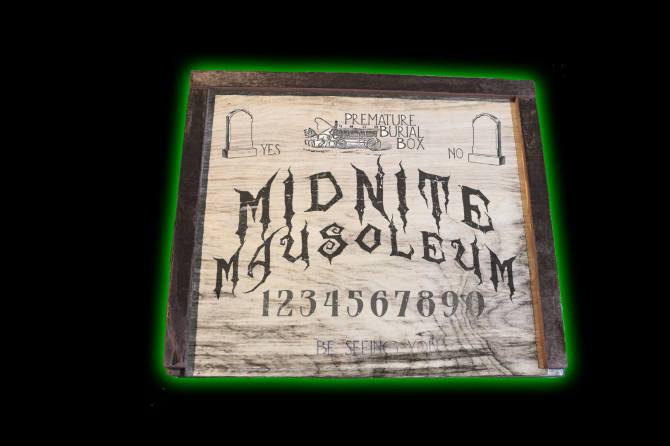 PREMATURE
BURIAL
BOX
YES
NO
MIDNITE
MAUSOLEUM
1234567890
BE SEEING YOU